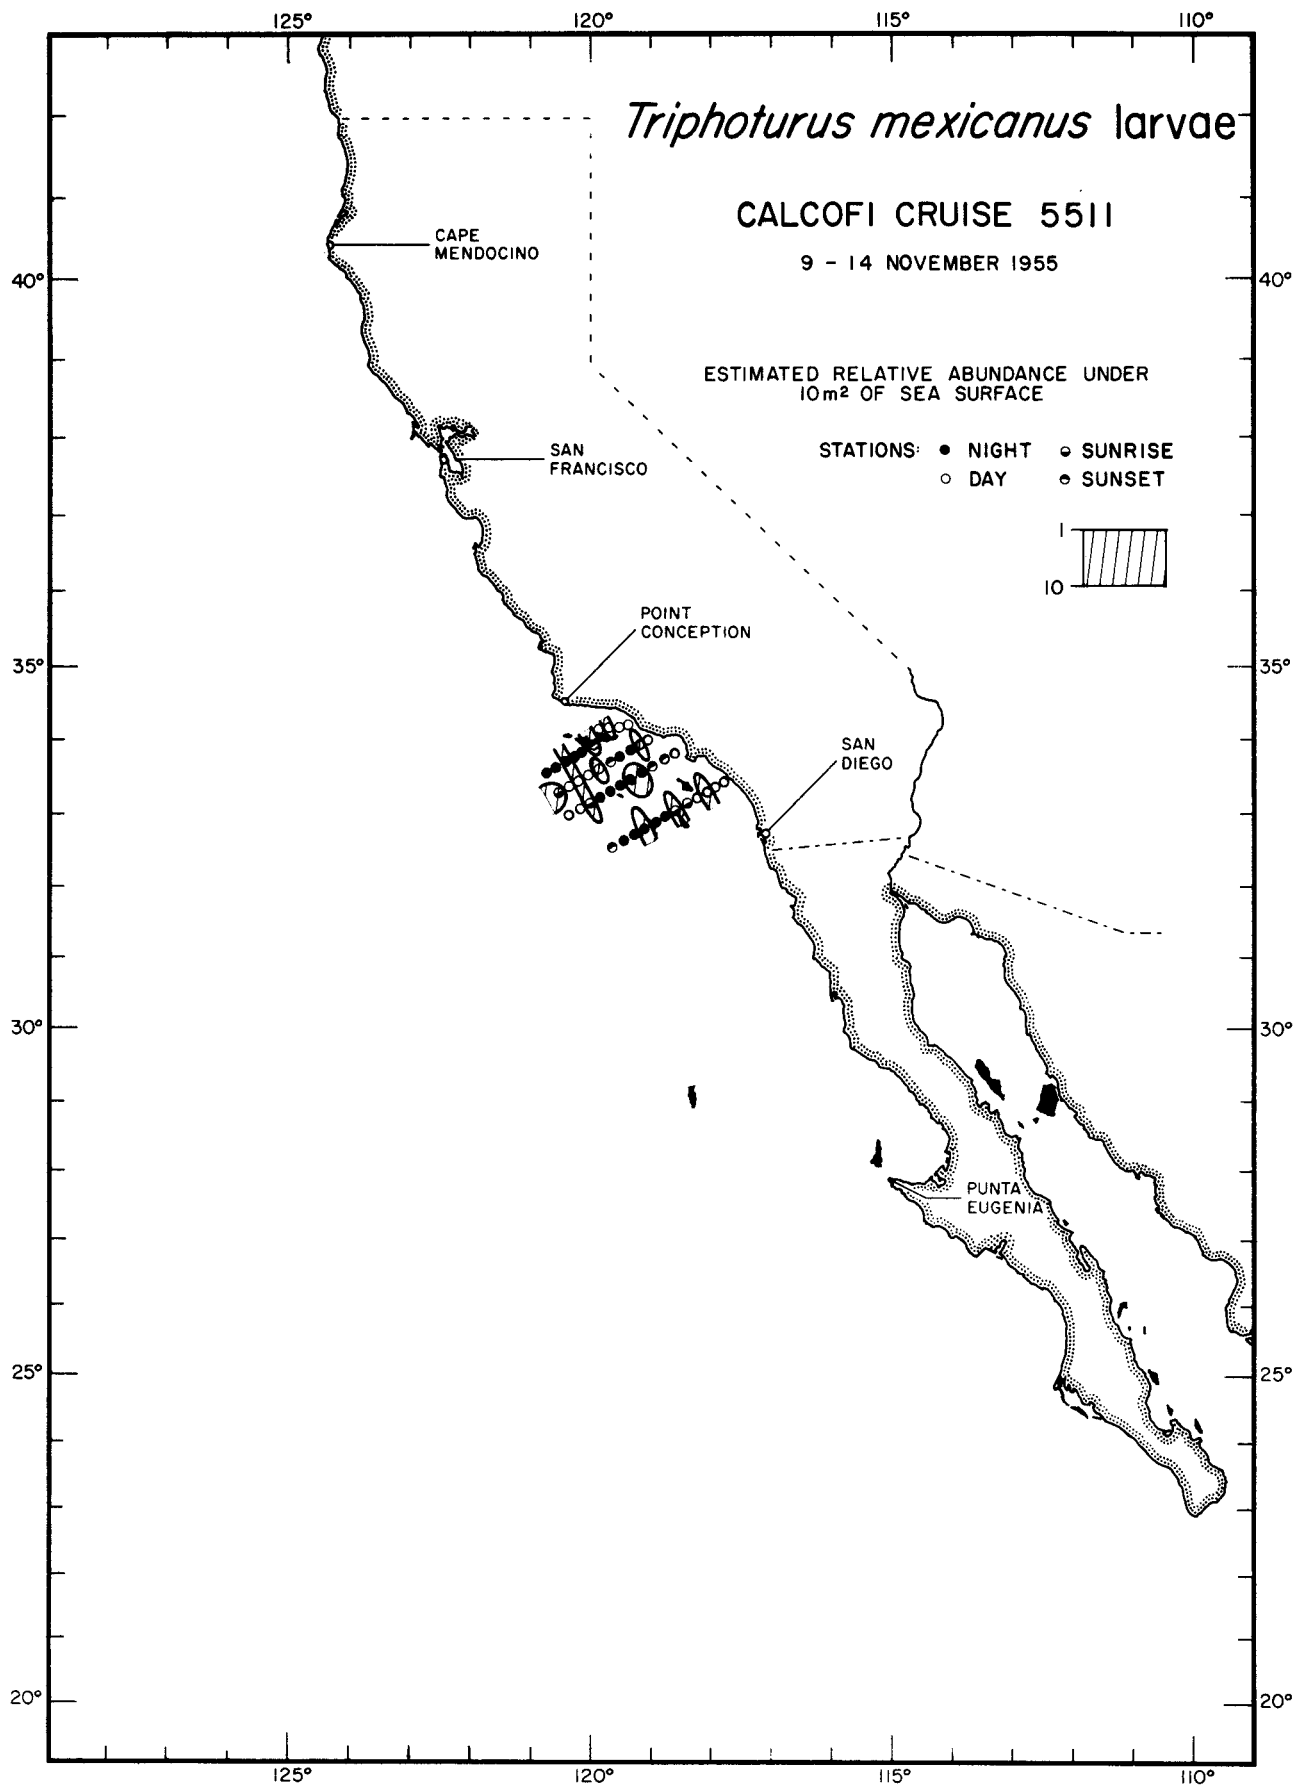 125° 120° 115° 110°
Triphoturus mexicanus larvae
CALCOFI CRUISE 5511
9 - 14 NOVEMBER 1955
CAPE
MENDOCINO
40° 40°
ESTIMATED RELATIVE ABUNDANCE UNDER
10m² OF SEA SURFACE
STATIONS: NIGHT SUNRISE
DAY SUNSET
SAN
FRANCISCO
1
10
POINT
CONCEPTION
35° 35°
SAN
DIEGO
30° 30°
PUNTA
EUGENIA
25° 25°
20° 20°
125° 120° 115° 110°